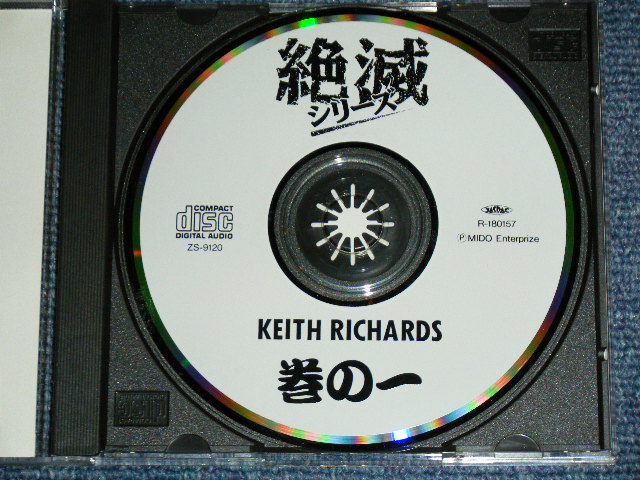 絶滅
シリーズ
COMPACT
disc
DIGITAL AUDIO
ZS-9120
JASRAC
R-180157
Ⓟ MIDO Enterprize
KEITH RICHARDS
巻の一